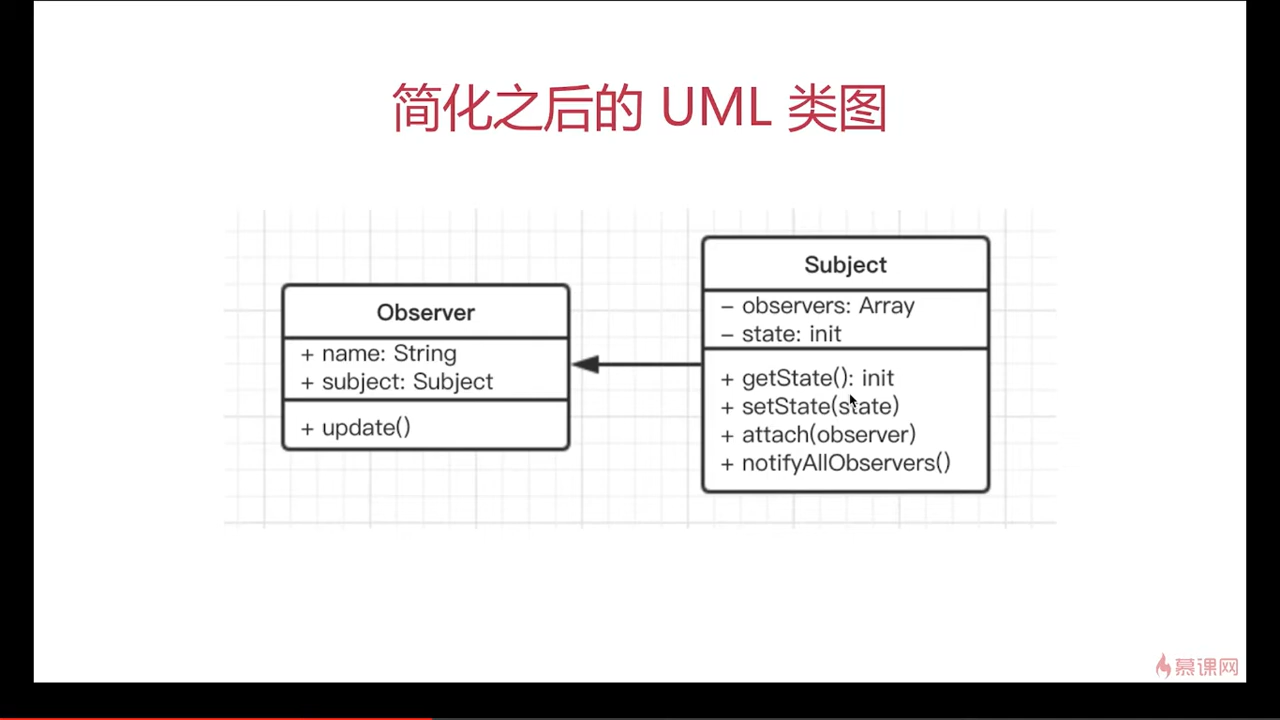 简化之后的 UML 类图
Observer
+ name: String
+ subject: Subject
+ update()
Subject
− observers: Array
− state: init
+ getState(): init
+ setState(state)
+ attach(observer)
+ notifyAllObservers()
慕课网